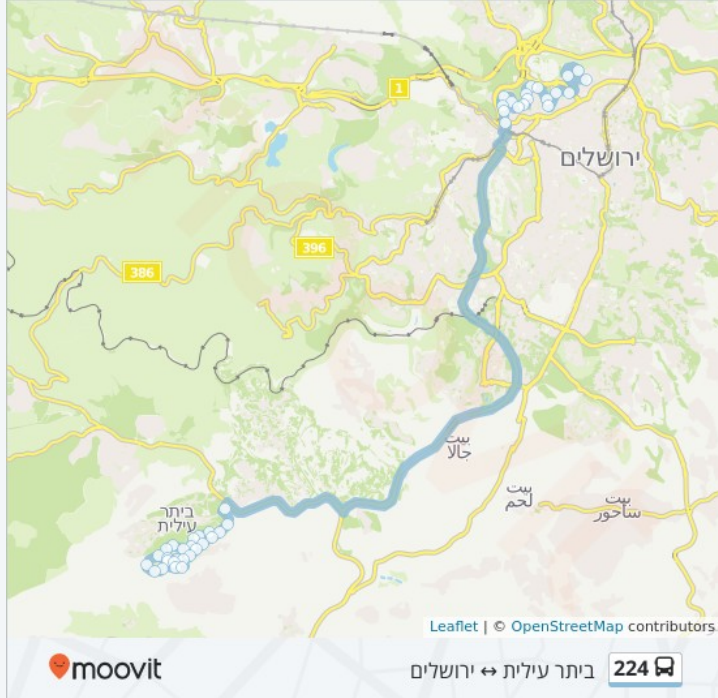 1
ירושלים
396
386
بيت
جالا
بيت
لحم
بيت
ساحور
ביתר
עילית
Leaflet | © OpenStreetMap contributors
moovit
ביתר עילית ↔ ירושלים
224